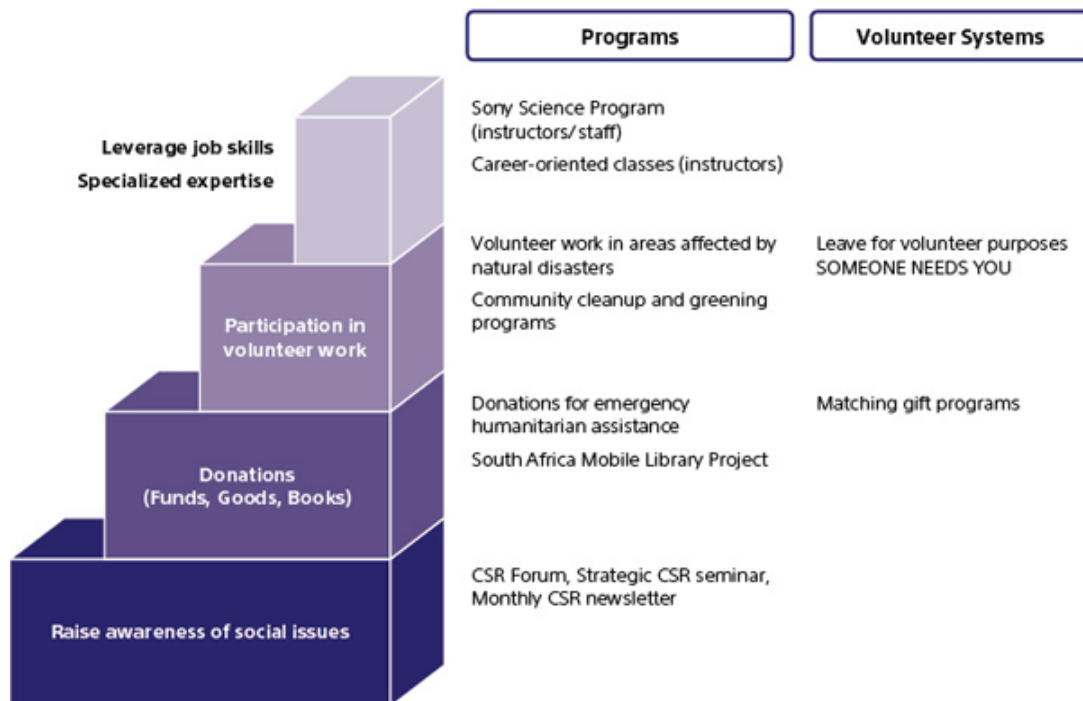 Programs
Volunteer Systems
Leverage job skills
Specialized expertise
Sony Science Program
(instructors/staff)
Career-oriented classes (instructors)
Participation in
volunteer work
Volunteer work in areas affected by
natural disasters
Community cleanup and greening
programs
Leave for volunteer purposes
SOMEONE NEEDS YOU
Donations
(Funds, Goods, Books)
Donations for emergency
humanitarian assistance
South Africa Mobile Library Project
Matching gift programs
Raise awareness of social issues
CSR Forum, Strategic CSR seminar,
Monthly CSR newsletter